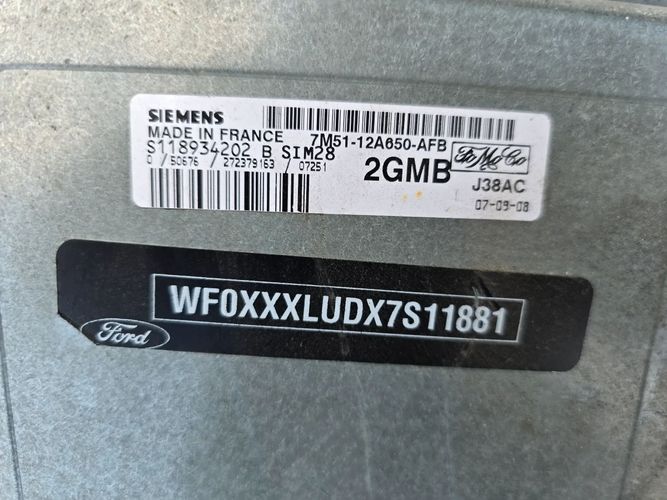 SIEMENS
MADE IN FRANCE 7M51-12A650-AFB
S118934202 B SIM28
0 / 50676 / 272379163 / 07251
2GMB
FoMoCo
J38AC
07-09-08
WF0XXXLUDX7S11881
Ford